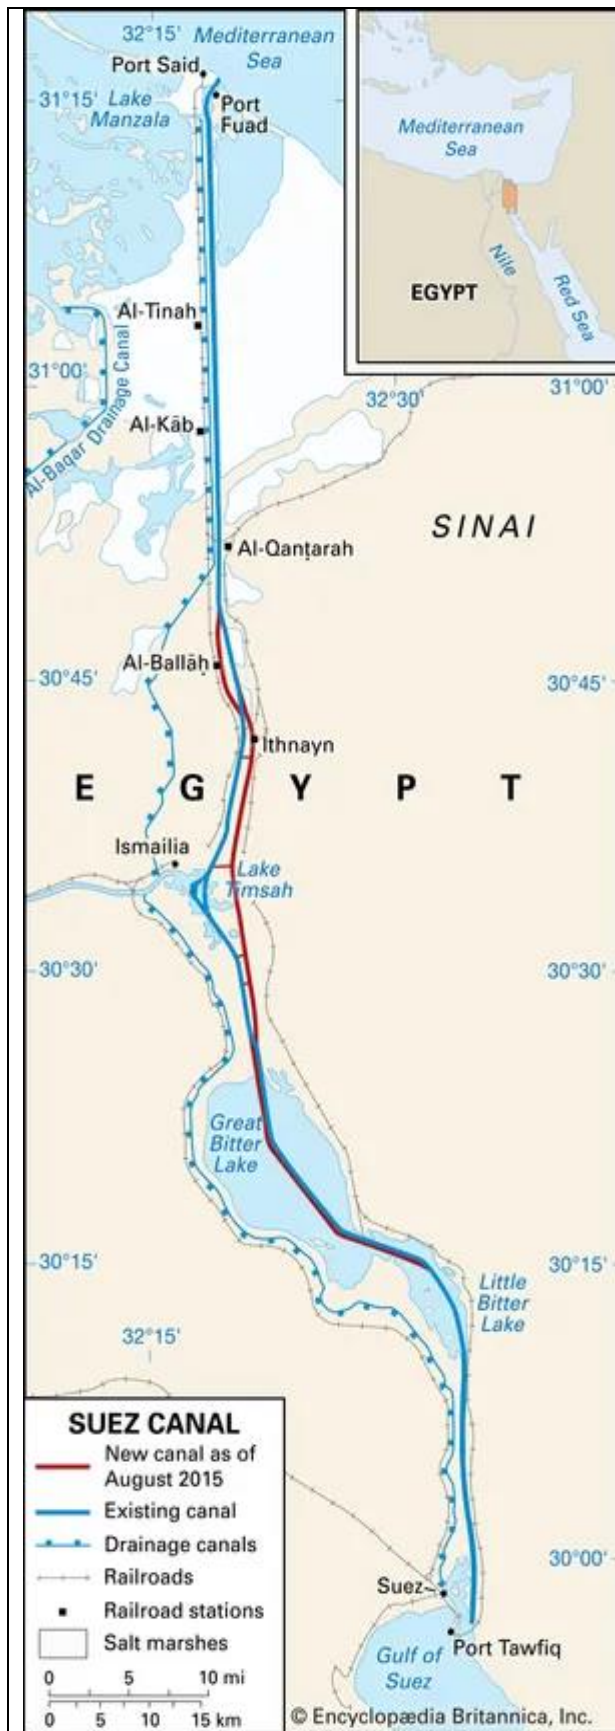 32°15'
Mediterranean
Sea
Port Said
31°15'
Lake
Manzala
Port
Fuad
Mediterranean
Sea
Nile
EGYPT
Red Sea
Al-Tinah
31°00'
32°30'
31°00'
Al-Kāb
Al-Baqar Drainage Canal
SINAI
Al-Qanṭarah
Al-Ballāḥ
30°45'
30°45'
Ithnayn
EGYPT
Ismailia
Lake
Timsah
30°30'
30°30'
Great
Bitter
Lake
30°15'
30°15'
Little
Bitter
Lake
32°15'
SUEZ CANAL
New canal as of
August 2015
Existing canal
Drainage canals
Railroads
Railroad stations
Salt marshes
0 5 10 mi
0 5 10 15 km
30°00'
Suez
Port Tawfiq
Gulf of
Suez
© Encyclopædia Britannica, Inc.